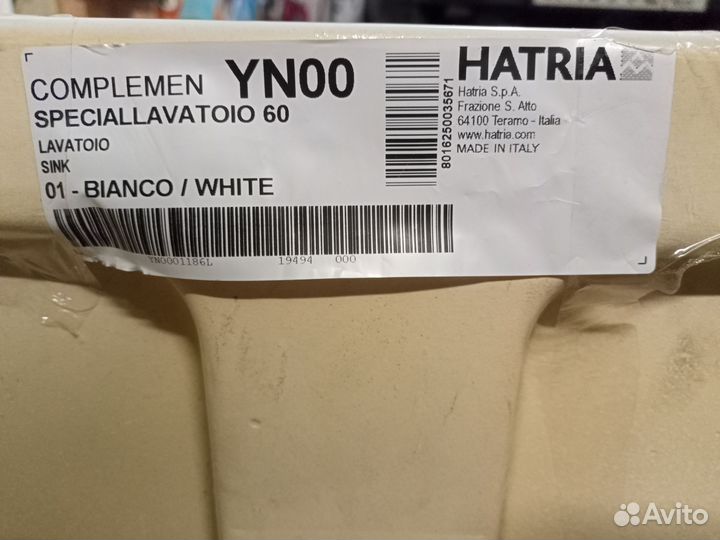 COMPLEMEN YN00
SPECIALLAVATOIO 60
LAVATOIO
SINK
01 - BIANCO / WHITE
YN0001186L 19494 000
8016250035671
HATRIA
Hatria S.p.A.
Frazione S. Atto
64100 Teramo - Italia
www.hatria.com
MADE IN ITALY
Avito